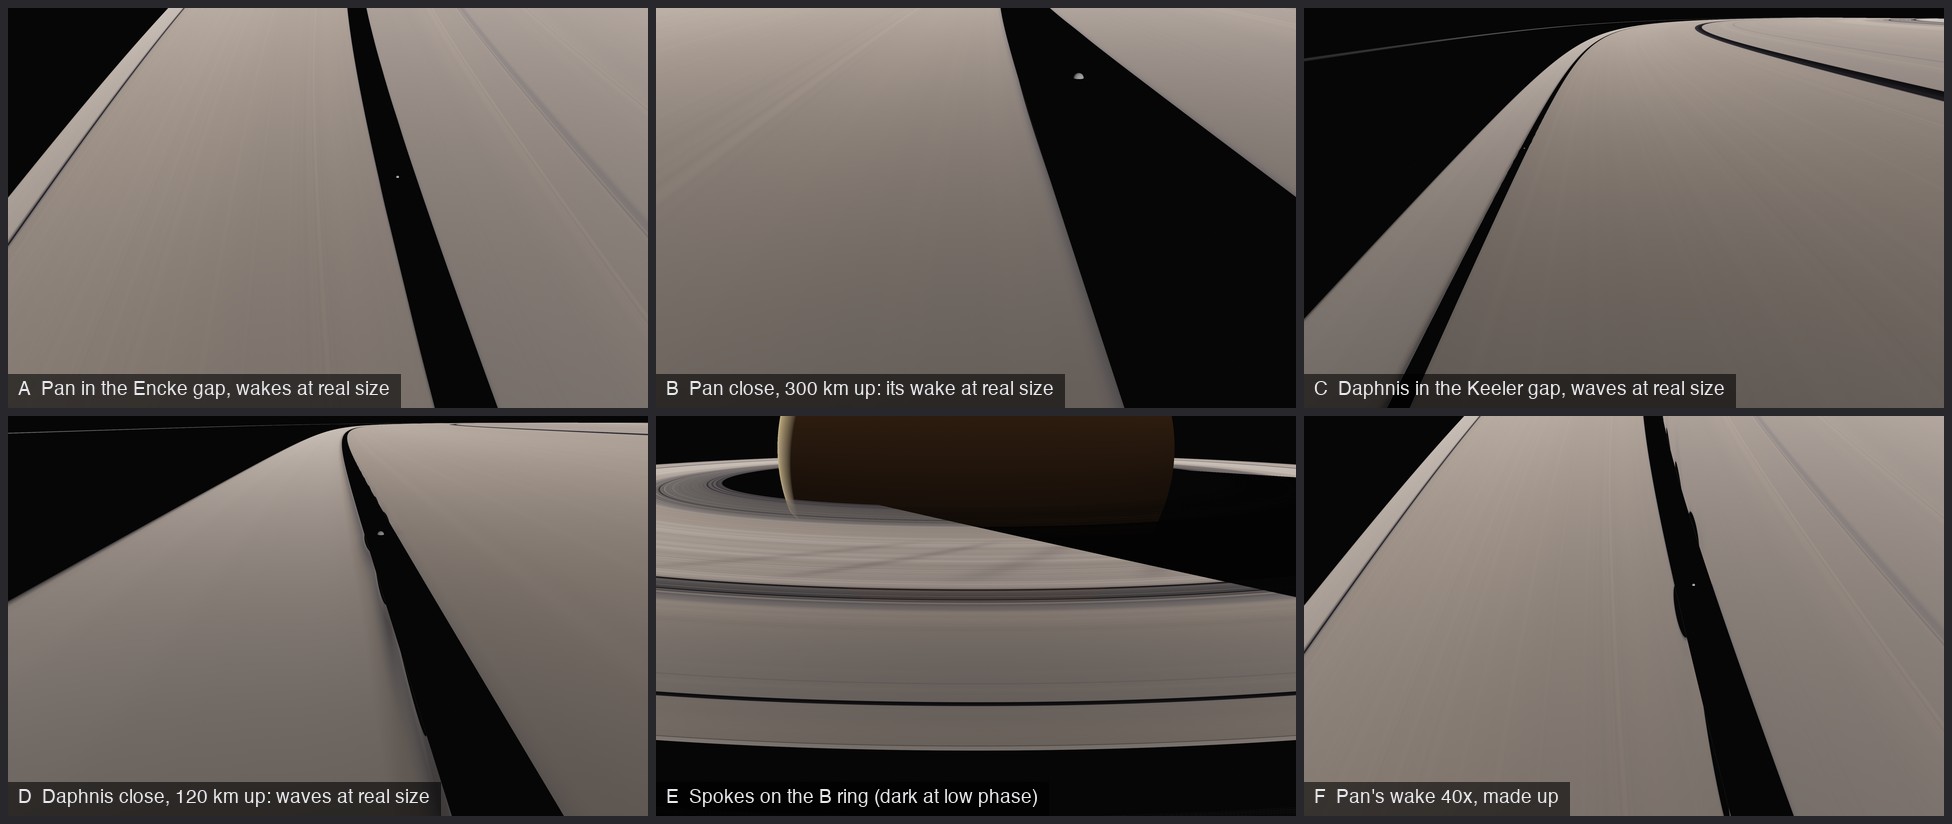 A Pan in the Encke gap, wakes at real size
B Pan close, 300 km up: its wake at real size
C Daphnis in the Keeler gap, waves at real size
D Daphnis close, 120 km up: waves at real size
E Spokes on the B ring (dark at low phase)
F Pan's wake 40x, made up